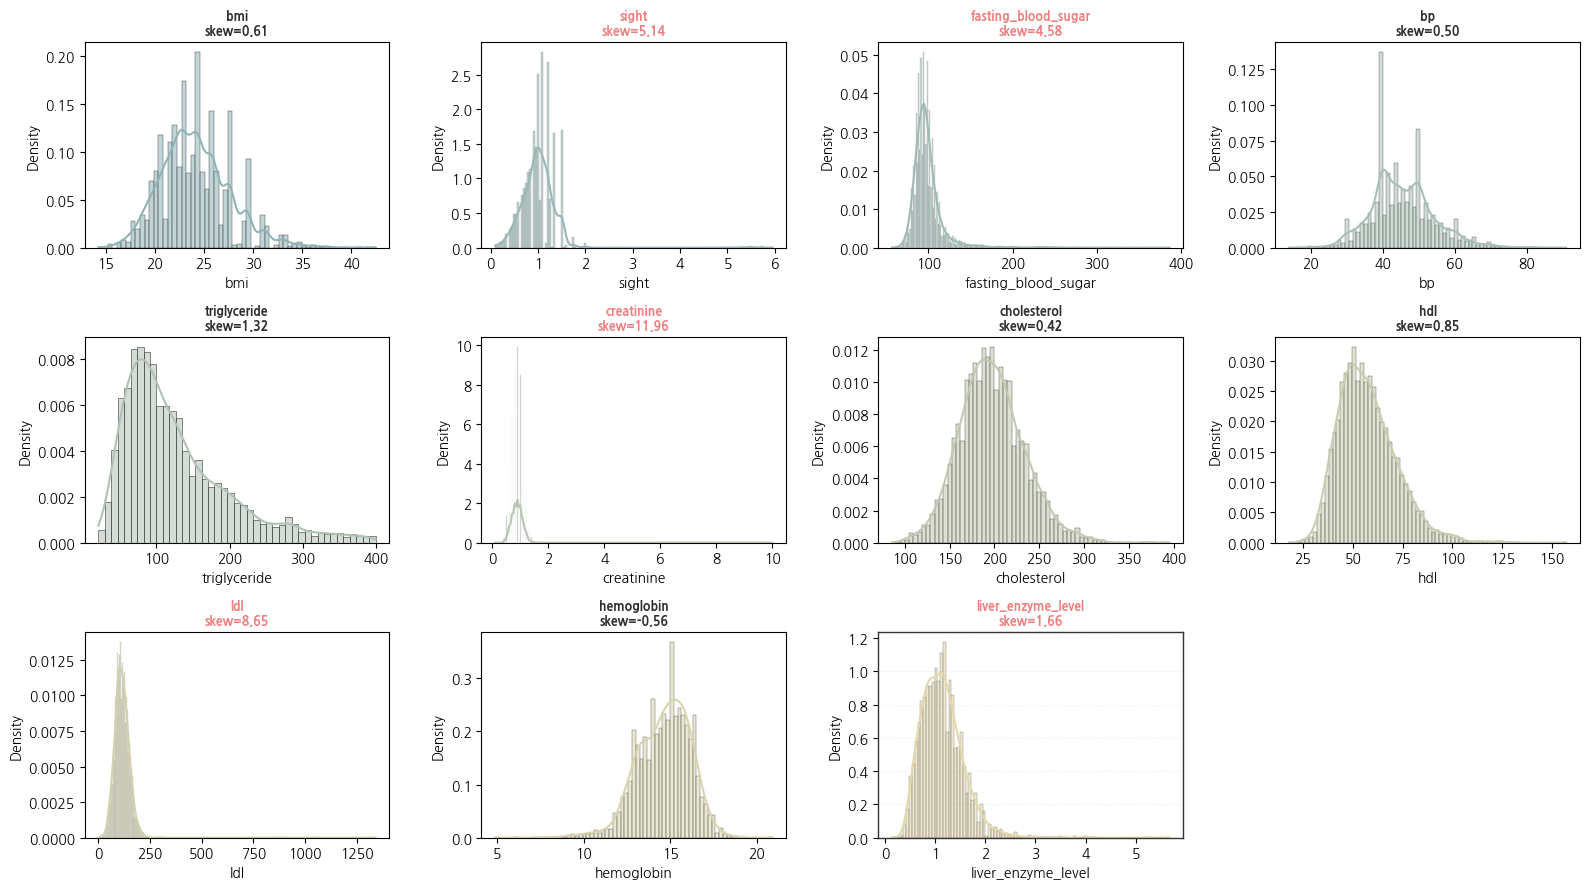 bmi
skew=0.61
0.20
0.15
0.10
0.05
0.00
Density
15 20 25 30 35 40
bmi
sight
skew=5.14
2.5
2.0
1.5
1.0
0.5
0.0
Density
0 1 2 3 4 5 6
sight
fasting_blood_sugar
skew=4.58
0.05
0.04
0.03
0.02
0.01
0.00
Density
100 200 300 400
fasting_blood_sugar
bp
skew=0.50
0.125
0.100
0.075
0.050
0.025
0.000
Density
20 40 60 80
bp
triglyceride
skew=1.32
0.008
0.006
0.004
0.002
0.000
Density
100 200 300 400
triglyceride
creatinine
skew=11.96
10
8
6
4
2
0
Density
0 2 4 6 8 10
creatinine
cholesterol
skew=0.42
0.012
0.010
0.008
0.006
0.004
0.002
0.000
Density
100 150 200 250 300 350 400
cholesterol
hdl
skew=0.85
0.030
0.025
0.020
0.015
0.010
0.005
0.000
Density
25 50 75 100 125 150
hdl
ldl
skew=8.65
0.0125
0.0100
0.0075
0.0050
0.0025
0.0000
Density
0 250 500 750 1000 1250
ldl
hemoglobin
skew=-0.56
0.3
0.2
0.1
0.0
Density
5 10 15 20
hemoglobin
liver_enzyme_level
skew=1.66
1.2
1.0
0.8
0.6
0.4
0.2
0.0
Density
0 1 2 3 4 5
liver_enzyme_level